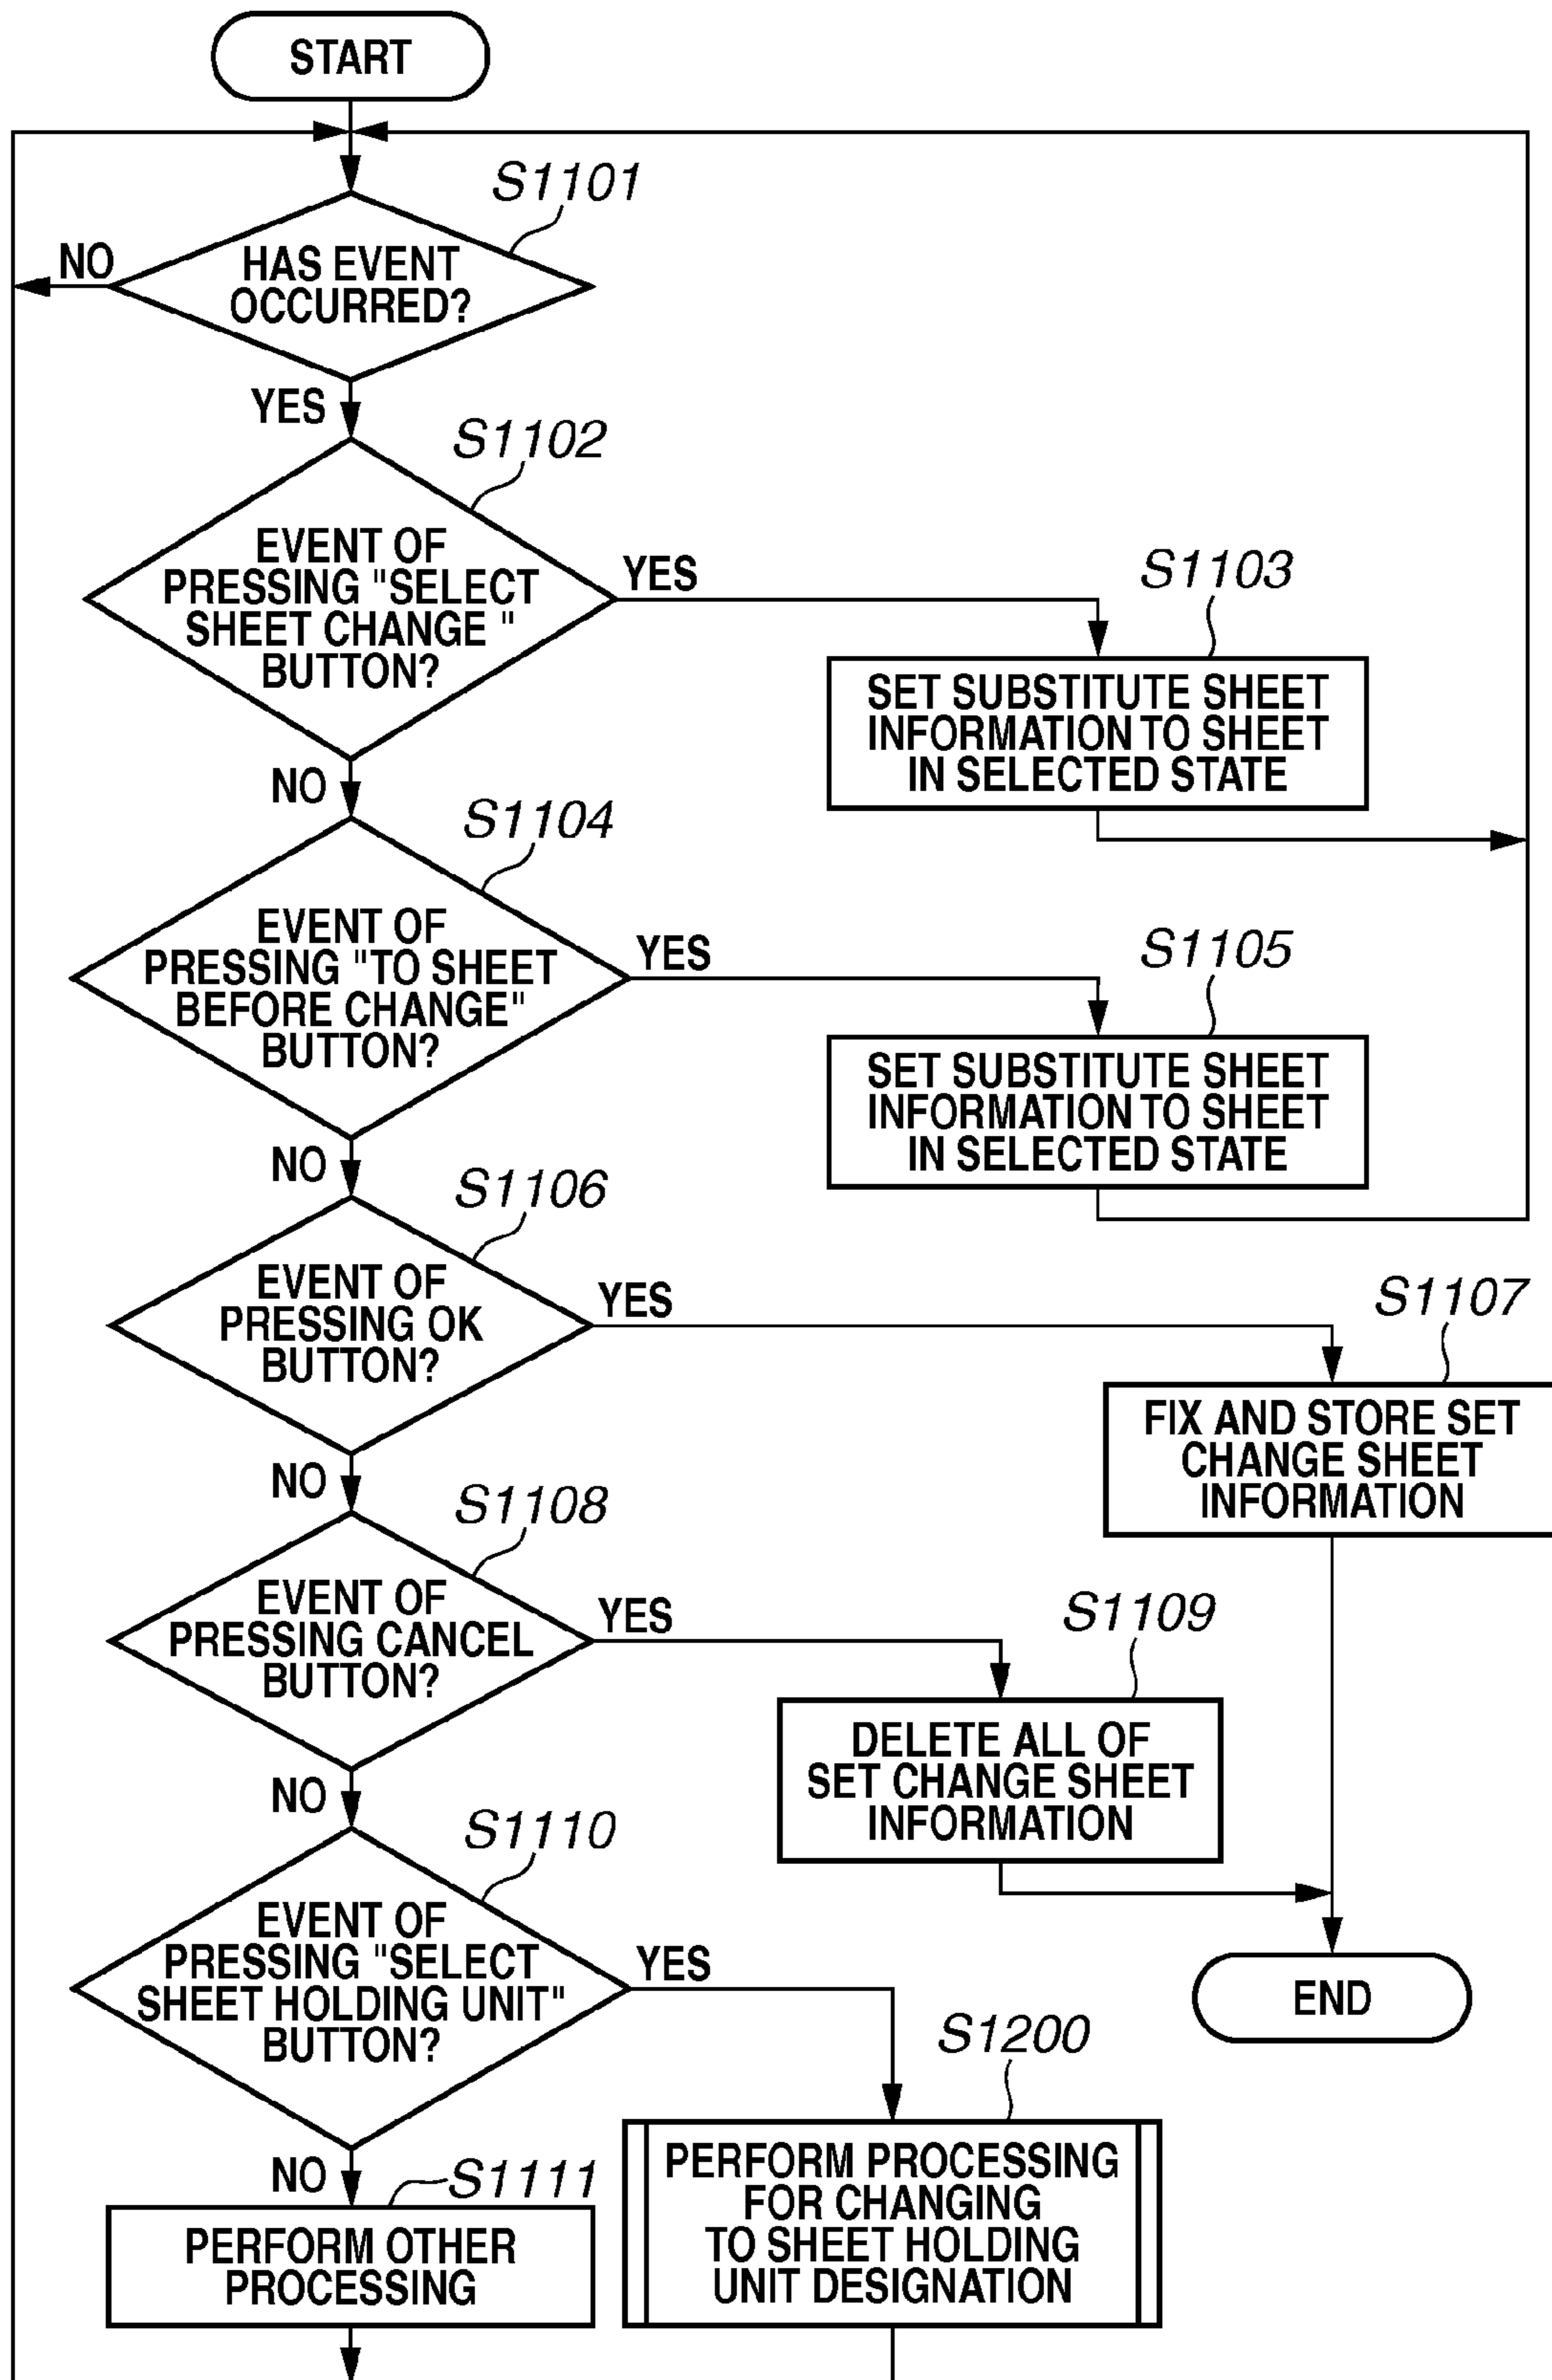 START
S1101
HAS EVENT
OCCURRED?
NO
YES
S1102
EVENT OF
PRESSING "SELECT
SHEET CHANGE "
BUTTON?
YES
S1103
SET SUBSTITUTE SHEET
INFORMATION TO SHEET
IN SELECTED STATE
NO
S1104
EVENT OF
PRESSING "TO SHEET
BEFORE CHANGE"
BUTTON?
YES
S1105
SET SUBSTITUTE SHEET
INFORMATION TO SHEET
IN SELECTED STATE
NO
S1106
EVENT OF
PRESSING OK
BUTTON?
YES
S1107
FIX AND STORE SET
CHANGE SHEET
INFORMATION
NO
S1108
EVENT OF
PRESSING CANCEL
BUTTON?
YES
S1109
DELETE ALL OF
SET CHANGE SHEET
INFORMATION
NO
S1110
EVENT OF
PRESSING "SELECT
SHEET HOLDING UNIT"
BUTTON?
YES
END
S1200
PERFORM PROCESSING
FOR CHANGING
TO SHEET HOLDING
UNIT DESIGNATION
NO
S1111
PERFORM OTHER
PROCESSING